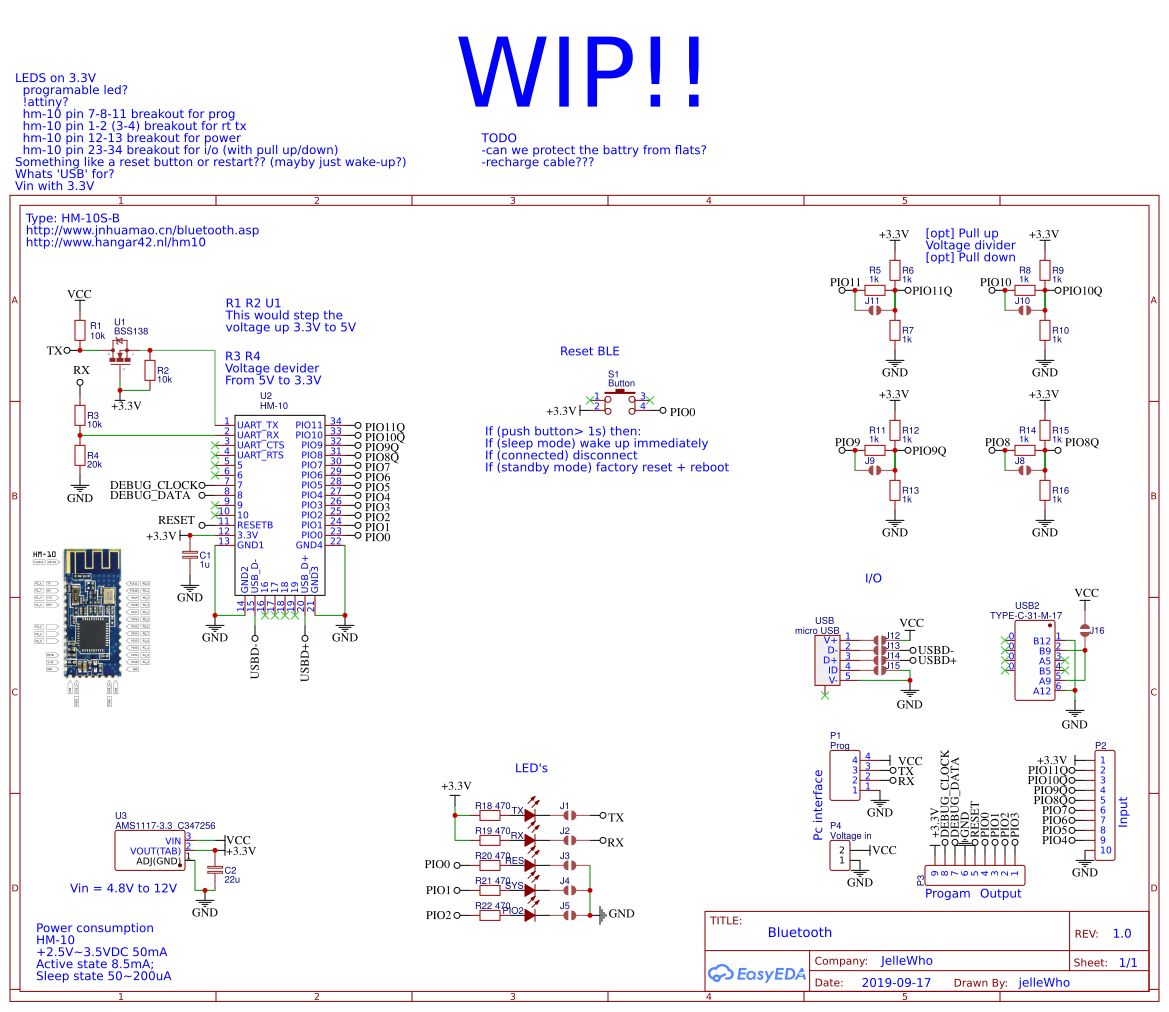 WIP!!
LEDS on 3.3V
programable led?
!attiny?
hm-10 pin 7-8-11 breakout for prog
hm-10 pin 1-2 (3-4) breakout for rt tx
hm-10 pin 12-13 breakout for power
hm-10 pin 23-34 breakout for i/o (with pull up/down)
Something like a reset button or restart?? (mayby just wake-up?)
Whats 'USB' for?
Vin with 3.3V
TODO
-can we protect the battry from flats?
-recharge cable???
1 2 3 4 5
A
B
C
D
Type: HM-10S-B
http://www.jnhuamao.cn/bluetooth.asp
http://www.hangar42.nl/hm10
VCC
R1
10k
U1
BSS138
TX
R2
10k
RX
+3.3V
R3
10k
R4
20k
GND
R1 R2 U1
This would step the
voltage up 3.3V to 5V
R3 R4
Voltage devider
From 5V to 3.3V
U2
HM-10
1 UART_TX PIO11 34 PIO11Q
2 UART_RX PIO10 33 PIO10Q
3 UART_CTS PIO9 32 PIO9Q
4 UART_RTS PIO8 31 PIO8Q
5 5 PIO7 30 PIO7
6 6 PIO6 29 PIO6
DEBUG_CLOCK 7 7 PIO5 28 PIO5
DEBUG_DATA 8 8 PIO4 27 PIO4
9 9 PIO3 26 PIO3
10 10 PIO2 25 PIO2
RESET 11 RESETB PIO1 24 PIO1
+3.3V 12 3.3V PIO0 23 PIO0
13 GND1 GND4 22
C1
1u
GND
GND2 USB_D- 16 17 18 19 USB_D+ GND3
14 15 16 17 18 19 20 21
GND
USBD-
USBD+
GND
HM-10
Reset BLE
S1
Button
1 3
+3.3V 2 4 PIO0
If (push button> 1s) then:
If (sleep mode) wake up immediately
If (connected) disconnect
If (standby mode) factory reset + reboot
[opt] Pull up
Voltage divider
[opt] Pull down
+3.3V
R5 R6
1k 1k
PIO11 PIO11Q
J11
R7
1k
GND
+3.3V
R8 R9
1k 1k
PIO10 PIO10Q
J10
R10
1k
GND
+3.3V
R11 R12
1k 1k
PIO9 PIO9Q
J9
R13
1k
GND
+3.3V
R14 R15
1k 1k
PIO8 PIO8Q
J8
R16
1k
GND
I/O
USB
micro USB
VCC
V+ 1 J12
D- 2 J13 USBD-
D+ 3 J14 USBD+
ID 4 J15
V- 5
GND
USB2
TYPE-C-31-M-17
VCC
J16
0 B12 1
0 B9 2
0 A5 3
0 B5 4
A9 5
A12 6
GND
P1
Prog
4 4 VCC
3 3 TX
2 2 RX
1 1
GND
Pc Interface
P4
Voltage in
2 VCC
1
GND
+3.3V
DEBUG_CLOCK
DEBUG_DATA
GND
RESET
PIO0
PIO1
PIO2
PIO3
P3
9 8 7 6 5 4 3 2 1
Progam Output
P2
+3.3V 1
PIO11Q 2
PIO10Q 3
PIO9Q 4
PIO8Q 5
PIO7 6
PIO6 7
PIO5 8
PIO4 9
10
GND
Input
LED's
+3.3V
R18 470 TX J1 TX
R19 470 RX J2 RX
PIO0 R20 470 RES J3
PIO1 R21 470 SYS J4
PIO2 R22 470 PIO2 J5 GND
U3
AMS1117-3.3_C347256
VIN 3 VCC
VOUT(TAB) 2 +3.3V
ADJ(GND) 1
C2
22u
GND
Vin = 4.8V to 12V
Power consumption
HM-10
+2.5V~3.5VDC 50mA
Active state 8.5mA;
Sleep state 50~200uA
TITLE:
Bluetooth
REV: 1.0
EasyEDA
Company: JelleWho
Sheet: 1/1
Date: 2019-09-17
Drawn By: jelleWho
A
B
C
D
1 2 3 4 5